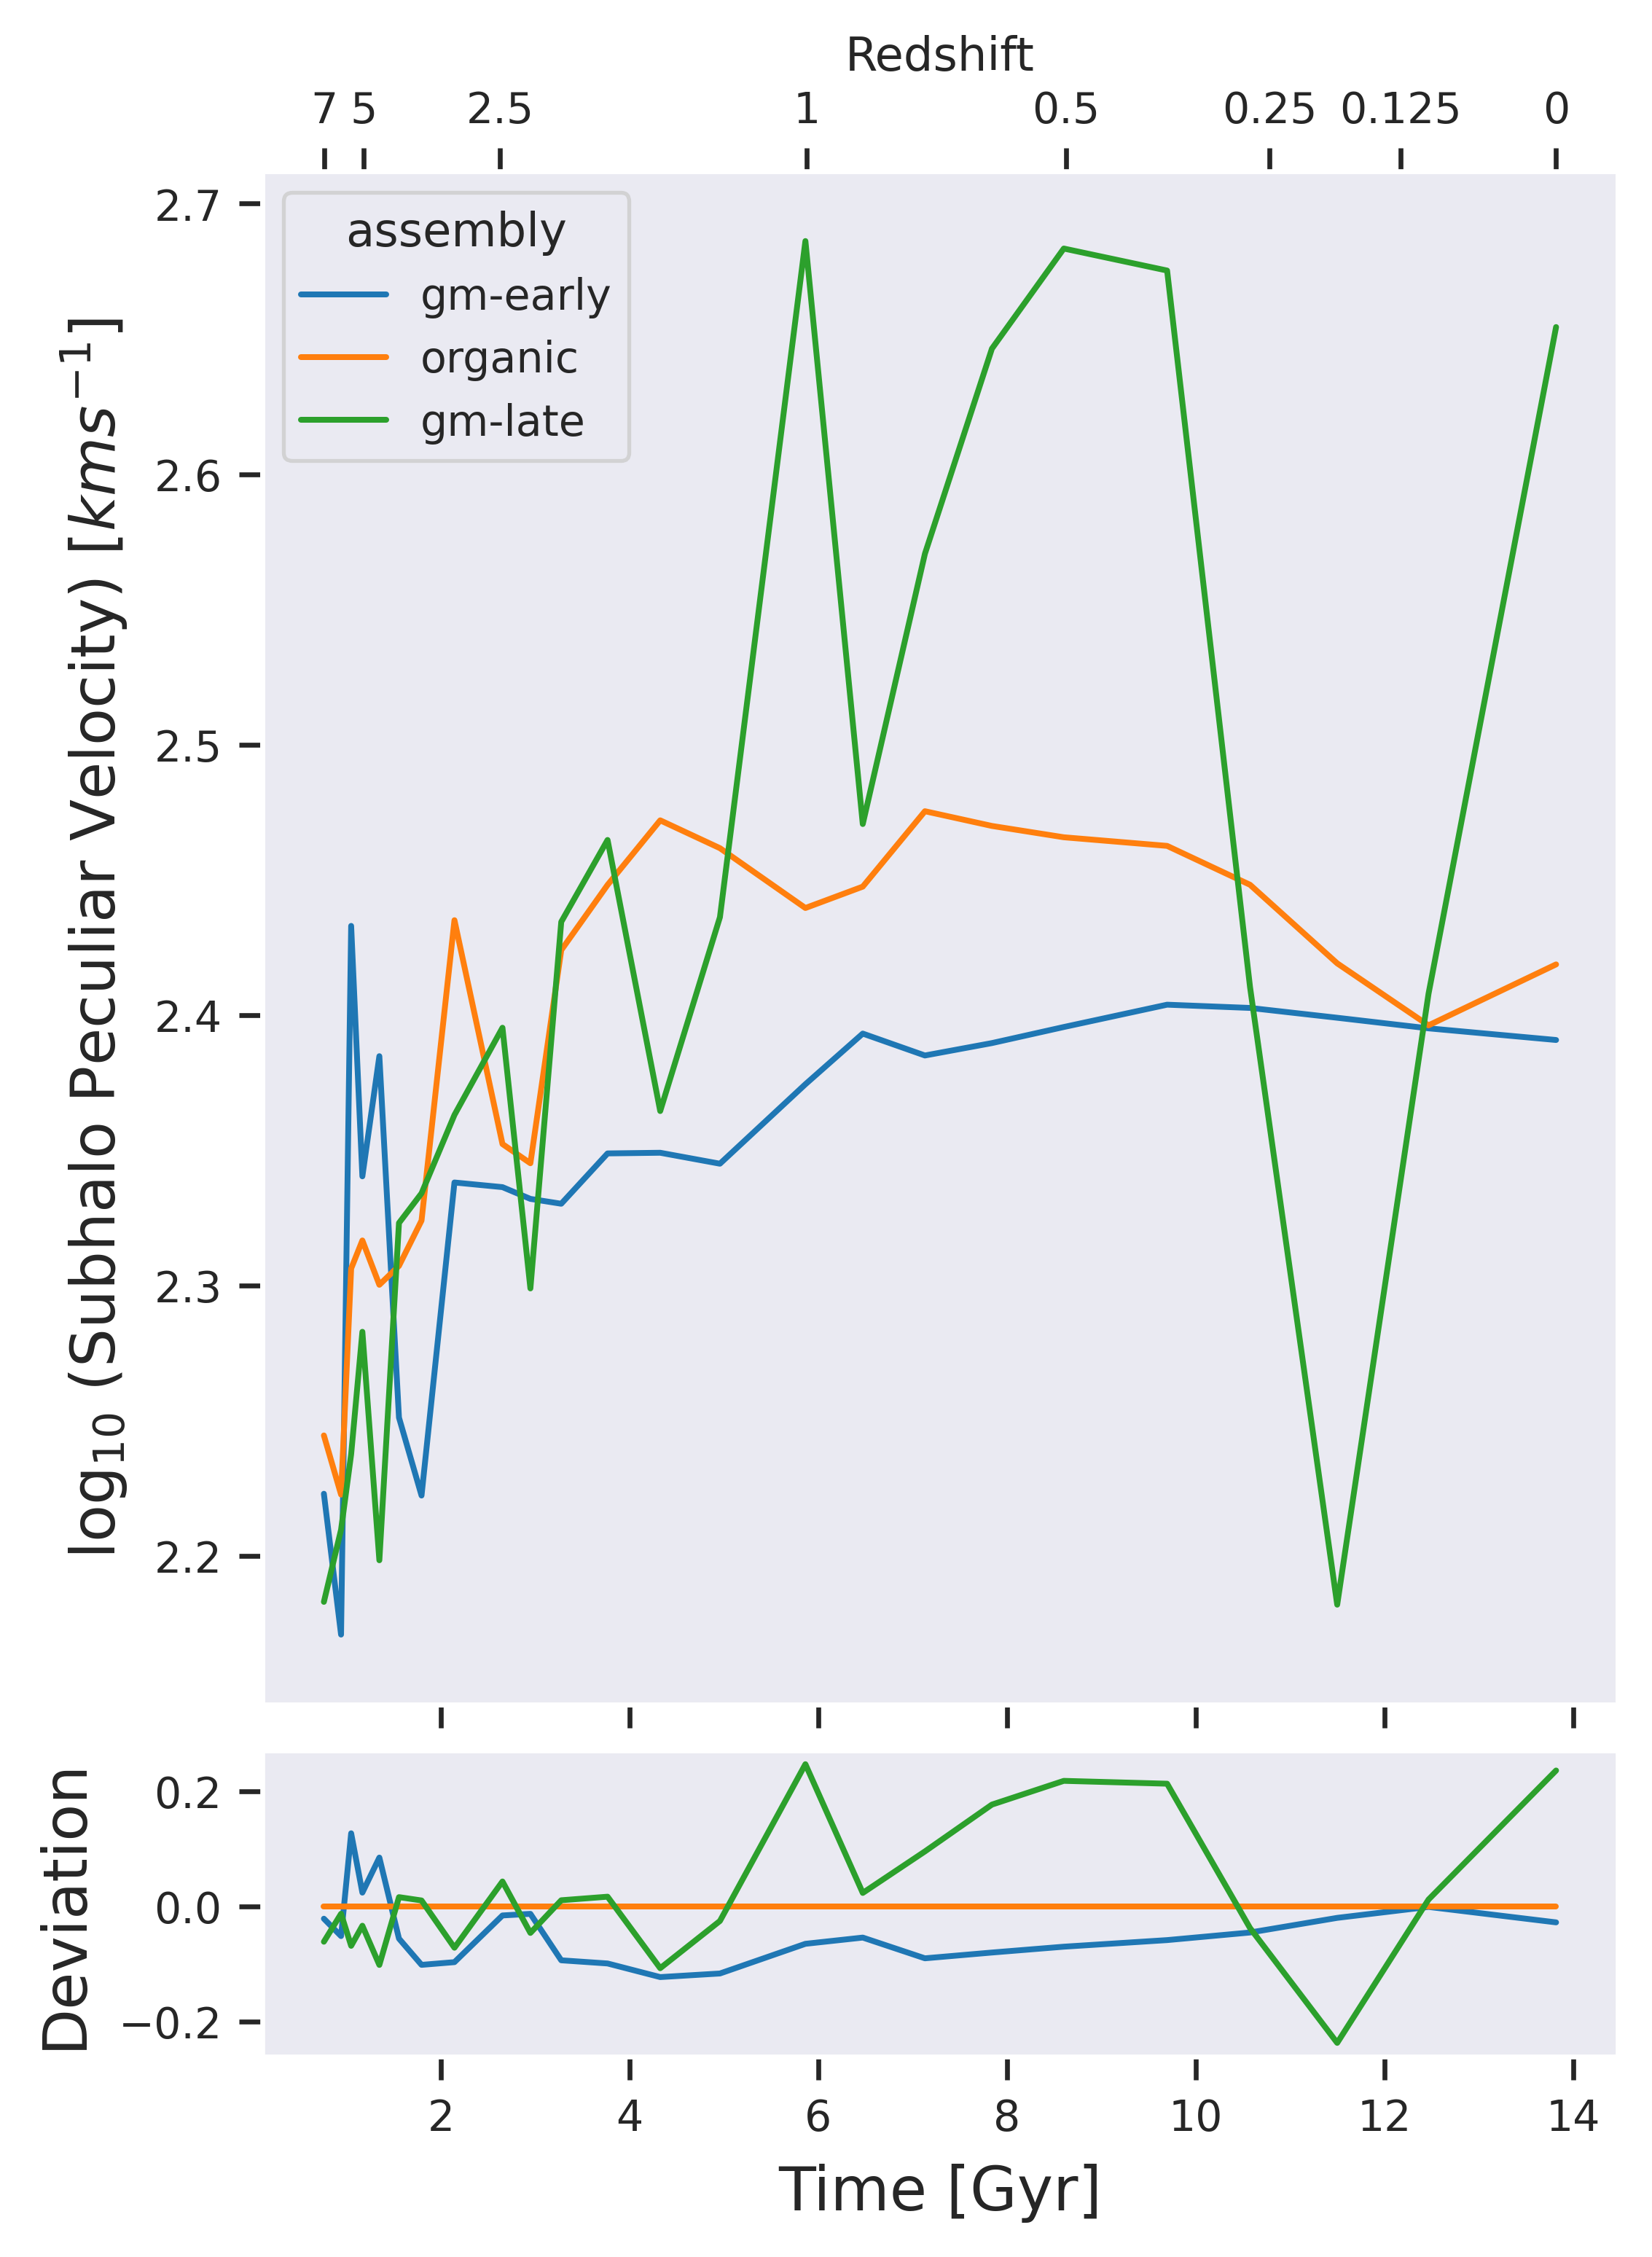 Redshift
7 5 2.5 1 0.5 0.25 0.125 0
2.7
2.6
2.5
2.4
2.3
2.2
log₁₀ (Subhalo Peculiar Velocity) [kms⁻¹]
assembly
gm-early
organic
gm-late
0.2
0.0
−0.2
Deviation
2 4 6 8 10 12 14
Time [Gyr]